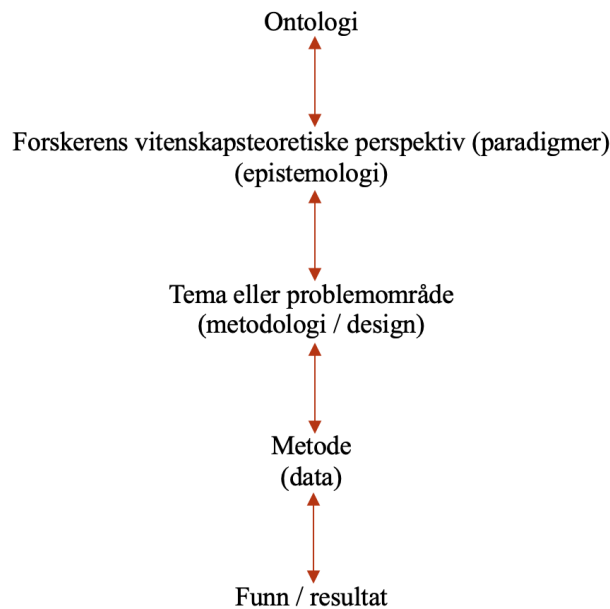 Ontologi
Forskerens vitenskapsteoretiske perspektiv (paradigmer)
(epistemologi)
Tema eller problemområde
(metodologi / design)
Metode
(data)
Funn / resultat